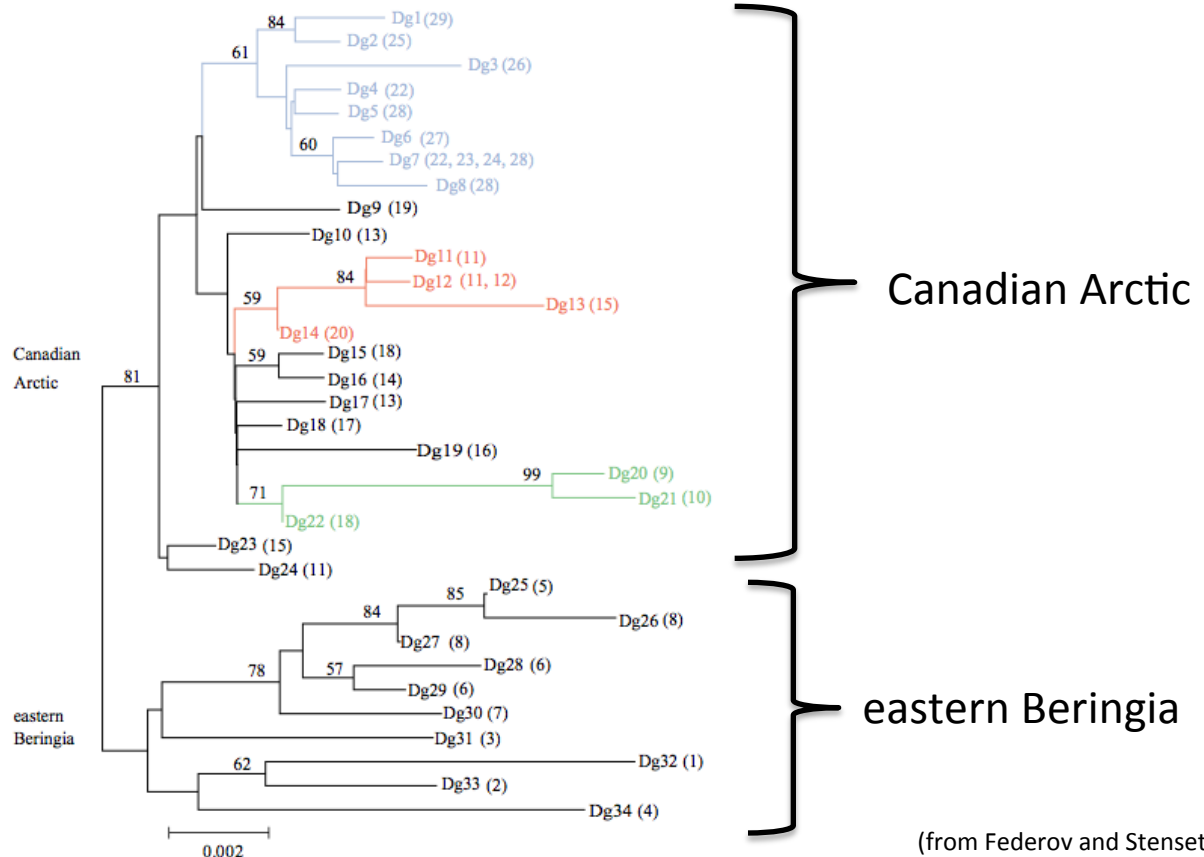 84
Dg1 (29)
Dg2 (25)
61
Dg3 (26)
Dg4 (22)
Dg5 (28)
60
Dg6 (27)
Dg7 (22, 23, 24, 28)
Dg8 (28)
Dg9 (19)
Dg10 (13)
Dg11 (11)
84
Dg12 (11, 12)
59
Dg13 (15)
Dg14 (20)
59
Dg15 (18)
Dg16 (14)
Dg17 (13)
Dg18 (17)
Dg19 (16)
99
Dg20 (9)
71
Dg21 (10)
Dg22 (18)
Dg23 (15)
Dg24 (11)
Canadian
Arctic
81
Canadian Arctic
85
Dg25 (5)
84
Dg26 (8)
Dg27 (8)
78
57
Dg28 (6)
Dg29 (6)
Dg30 (7)
Dg31 (3)
62
Dg32 (1)
Dg33 (2)
Dg34 (4)
eastern
Beringia
eastern Beringia
0.002
(from Federov and Stenset